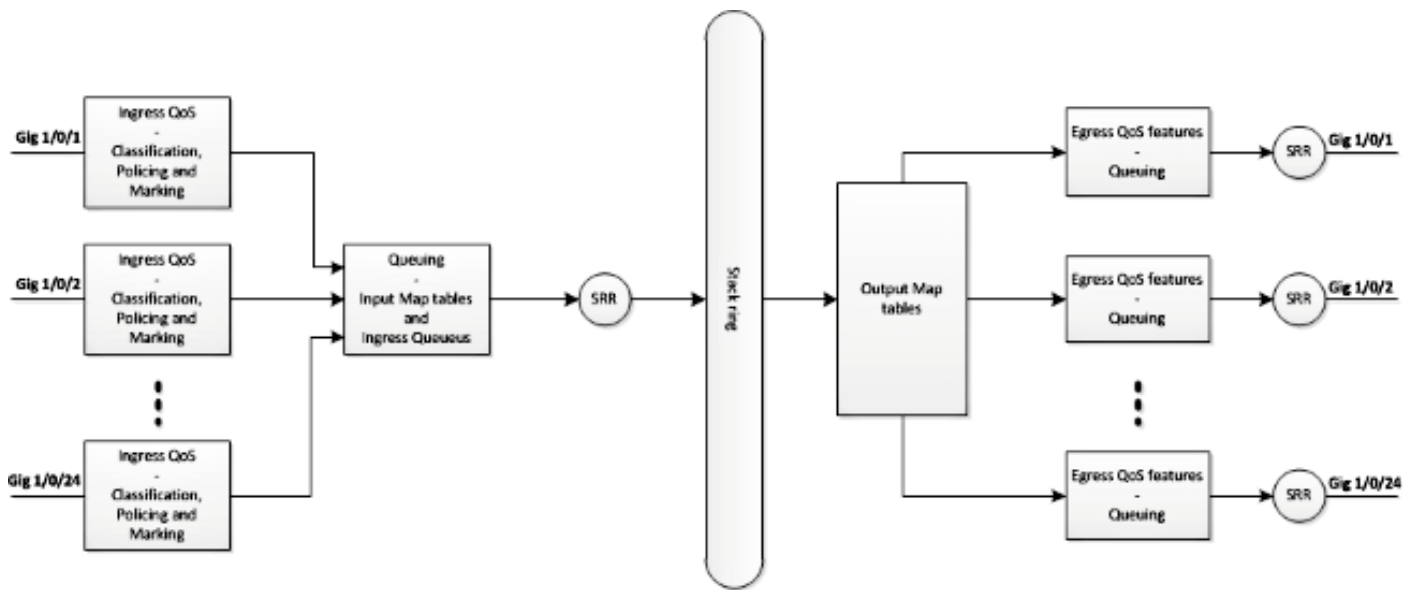 Gig 1/0/1
Ingress QoS
-
Classification,
Policing and
Marking
Gig 1/0/2
Ingress QoS
-
Classification,
Policing and
Marking
Gig 1/0/24
Ingress QoS
-
Classification,
Policing and
Marking
Queuing
-
Input Map tables
and
Ingress Queueus
SRR
Stack ring
Output Map
tables
Egress QoS features
-
Queuing
SRR
Gig 1/0/1
Egress QoS features
-
Queuing
SRR
Gig 1/0/2
Egress QoS features
-
Queuing
SRR
Gig 1/0/24